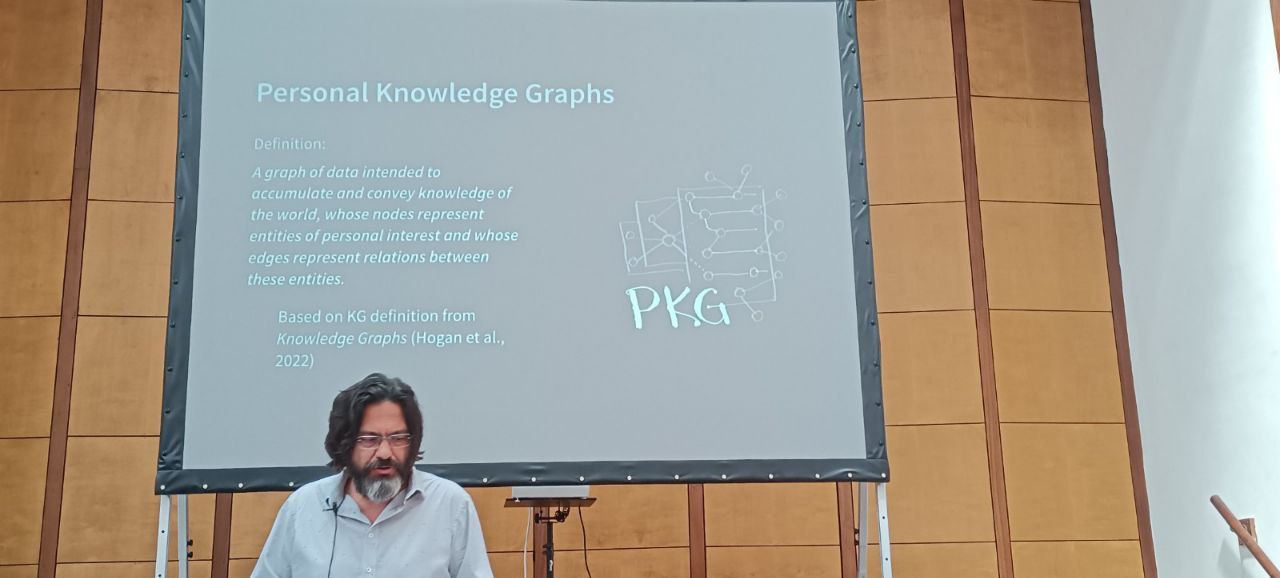 Personal Knowledge Graphs
Definition:
A graph of data intended to
accumulate and convey knowledge of
the world, whose nodes represent
entities of personal interest and whose
edges represent relations between
these entities.
Based on KG definition from
Knowledge Graphs (Hogan et al.,
2022)
PKG